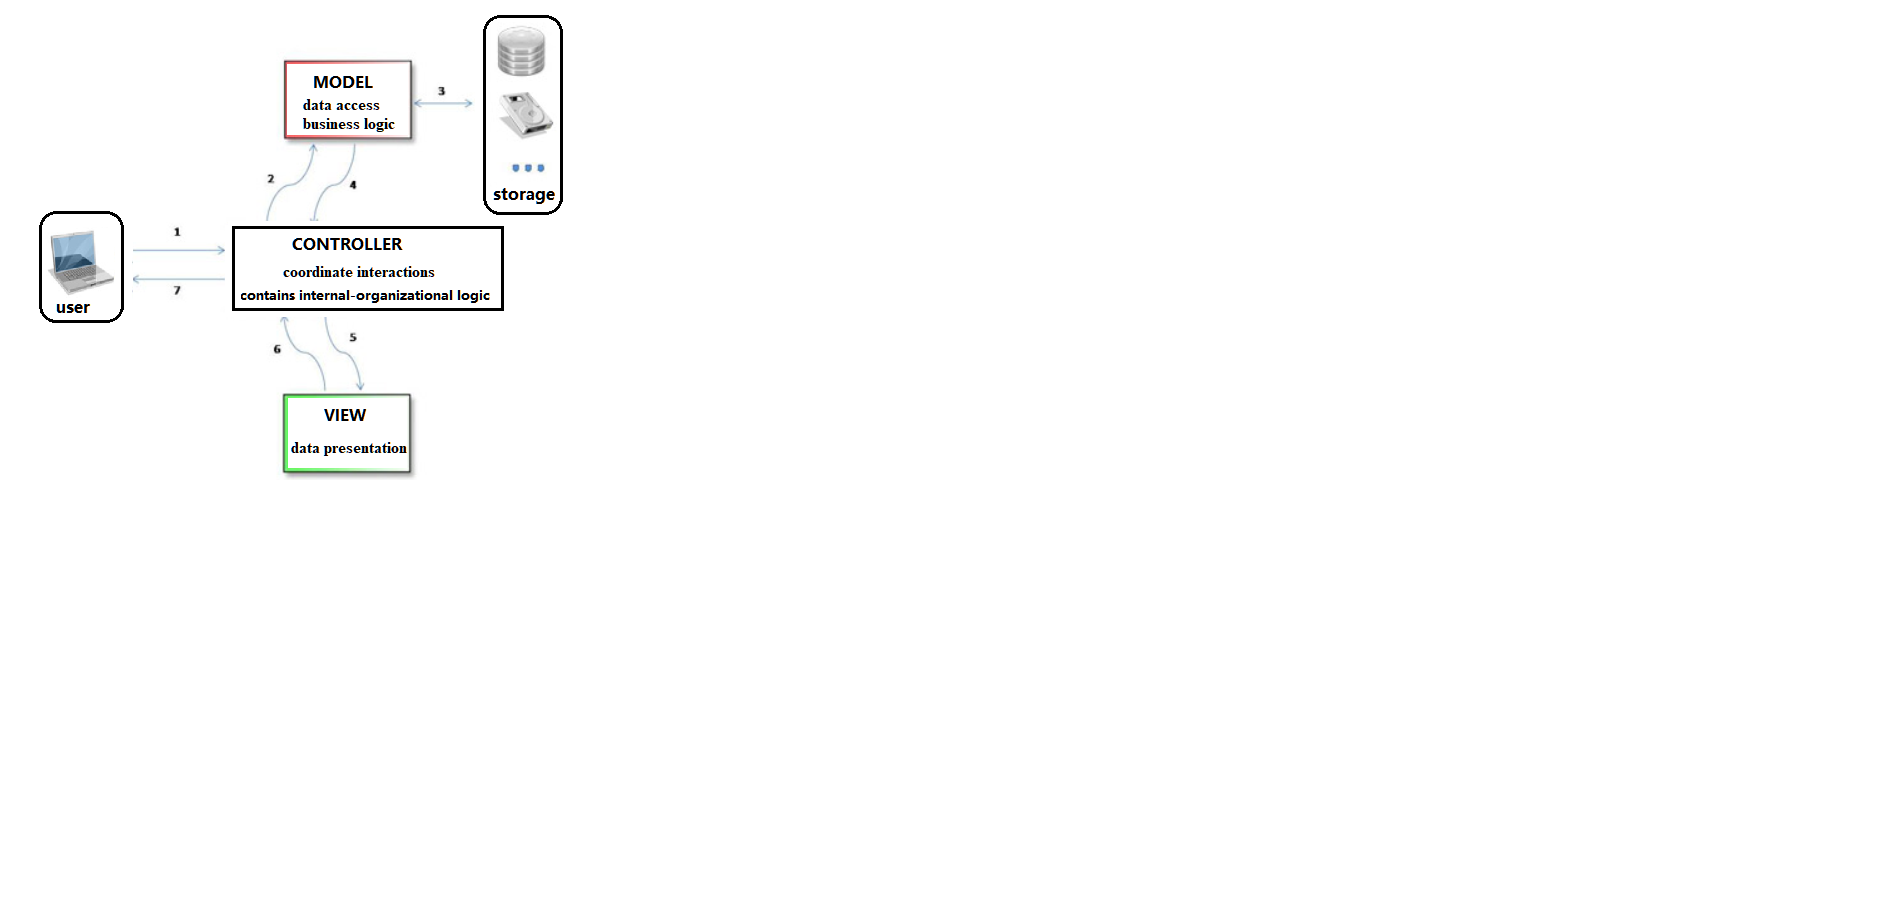 MODEL
data access
business logic
3
storage
2
4
1
CONTROLLER
coordinate interactions
contains internal-organizational logic
7
user
5
6
VIEW
data presentation